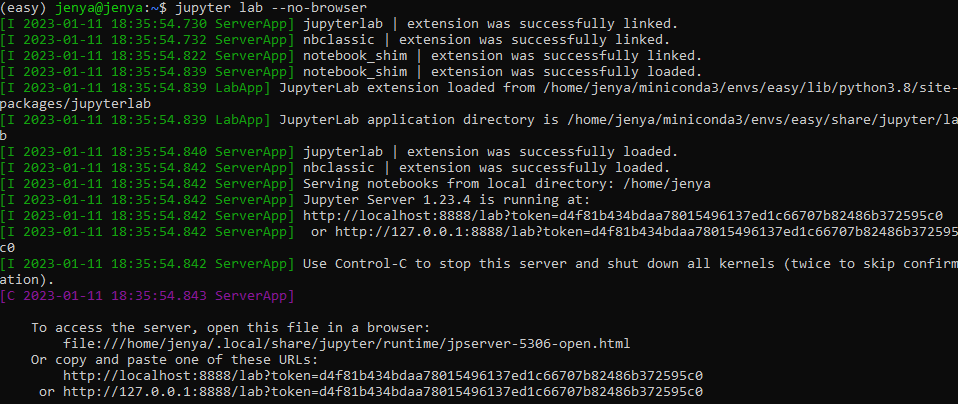 (easy) jenya@jenya:~$ jupyter lab --no-browser
[I 2023-01-11 18:35:54.730 ServerApp] jupyterlab | extension was successfully linked.
[I 2023-01-11 18:35:54.732 ServerApp] nbclassic | extension was successfully linked.
[I 2023-01-11 18:35:54.822 ServerApp] notebook_shim | extension was successfully linked.
[I 2023-01-11 18:35:54.839 ServerApp] notebook_shim | extension was successfully loaded.
[I 2023-01-11 18:35:54.839 LabApp] JupyterLab extension loaded from /home/jenya/miniconda3/envs/easy/lib/python3.8/site-
packages/jupyterlab
[I 2023-01-11 18:35:54.839 LabApp] JupyterLab application directory is /home/jenya/miniconda3/envs/easy/share/jupyter/la
b
[I 2023-01-11 18:35:54.840 ServerApp] jupyterlab | extension was successfully loaded.
[I 2023-01-11 18:35:54.842 ServerApp] nbclassic | extension was successfully loaded.
[I 2023-01-11 18:35:54.842 ServerApp] Serving notebooks from local directory: /home/jenya
[I 2023-01-11 18:35:54.842 ServerApp] Jupyter Server 1.23.4 is running at:
[I 2023-01-11 18:35:54.842 ServerApp] http://localhost:8888/lab?token=d4f81b434bdaa78015496137ed1c66707b82486b372595c0
[I 2023-01-11 18:35:54.842 ServerApp]  or http://127.0.0.1:8888/lab?token=d4f81b434bdaa78015496137ed1c66707b82486b372595
c0
[I 2023-01-11 18:35:54.842 ServerApp] Use Control-C to stop this server and shut down all kernels (twice to skip confirm
ation).
[C 2023-01-11 18:35:54.843 ServerApp]
To access the server, open this file in a browser:
file:///home/jenya/.local/share/jupyter/runtime/jpserver-5306-open.html
Or copy and paste one of these URLs:
http://localhost:8888/lab?token=d4f81b434bdaa78015496137ed1c66707b82486b372595c0
or http://127.0.0.1:8888/lab?token=d4f81b434bdaa78015496137ed1c66707b82486b372595c0